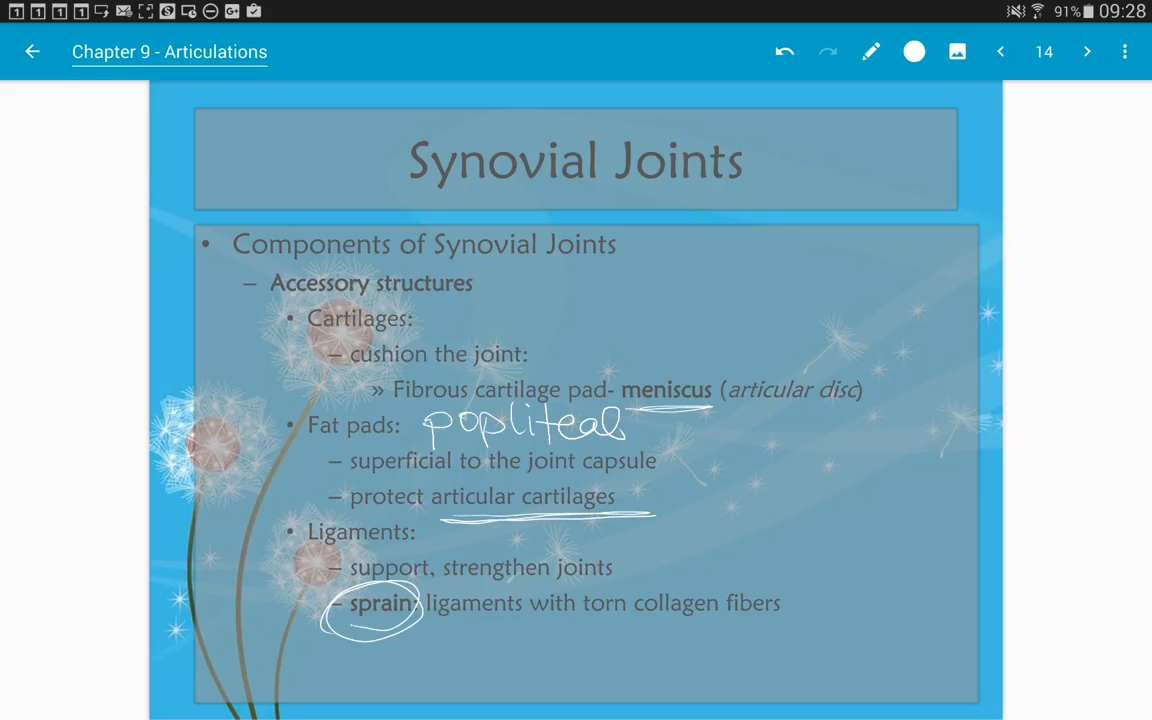 91% 09:28
Chapter 9 - Articulations
14
Synovial Joints
• Components of Synovial Joints
– Accessory structures
• Cartilages:
– cushion the joint:
» Fibrous cartilage pad- meniscus (articular disc)
• Fat pads: popliteal
– superficial to the joint capsule
– protect articular cartilages
• Ligaments:
– support, strengthen joints
– sprain: ligaments with torn collagen fibers